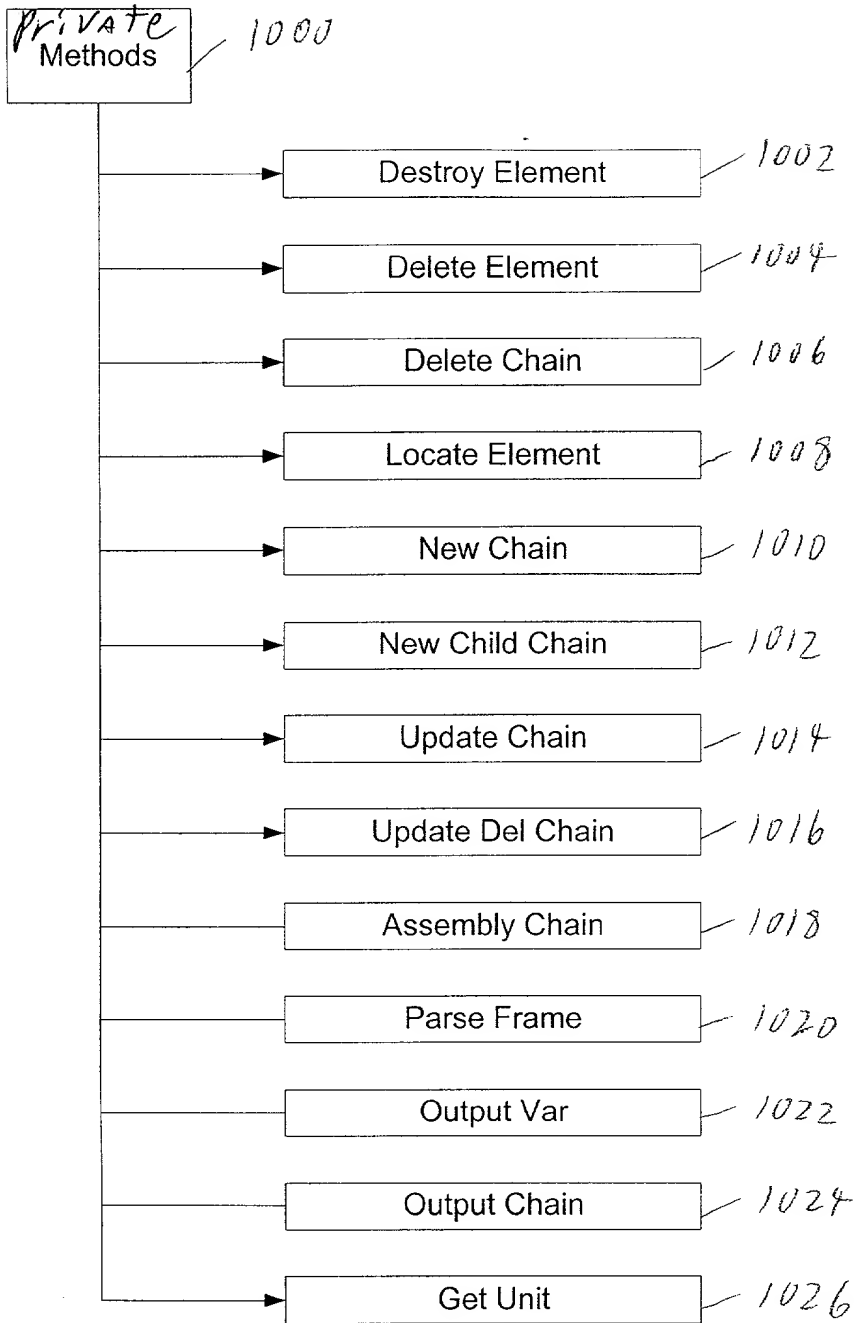 private 1000
Methods
Destroy Element 1002
Delete Element 1004
Delete Chain 1006
Locate Element 1008
New Chain 1010
New Child Chain 1012
Update Chain 1014
Update Del Chain 1016
Assembly Chain 1018
Parse Frame 1020
Output Var 1022
Output Chain 1024
Get Unit 1026